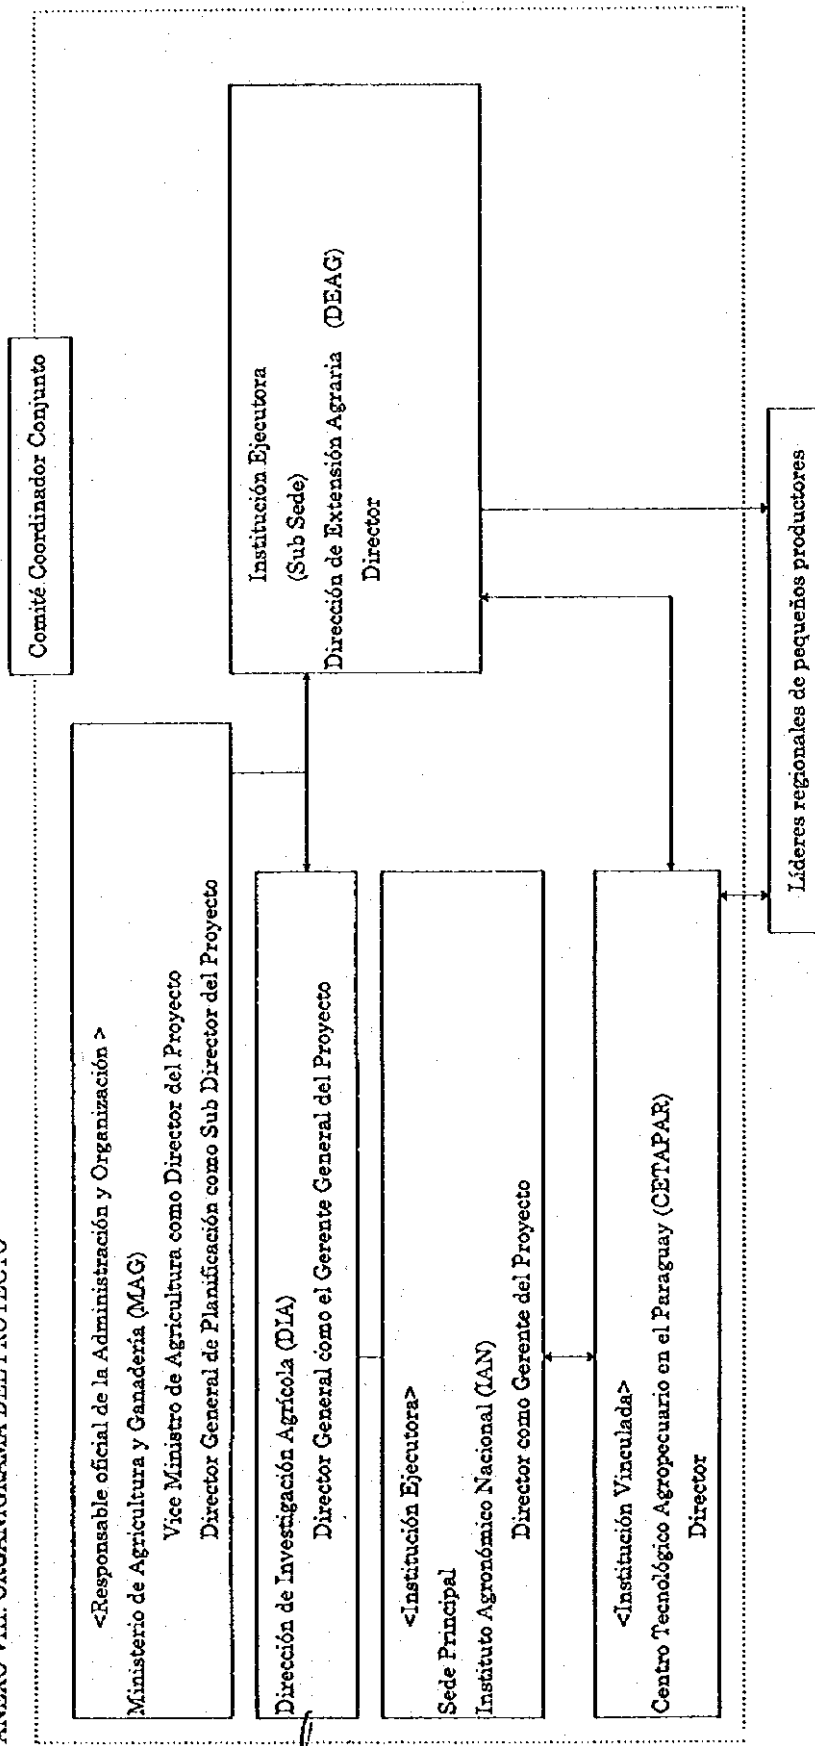 ANEXO VIII. ORGANIGRAMA DEL PROYECTO
Comité Coordinador Conjunto
<Responsable oficial de la Administración y Organización >
Ministerio de Agricultura y Ganadería (MAG)
Vice Ministro de Agricultura como Director del Proyecto
Director General de Planificación como Sub Director del Proyecto
Dirección de Investigación Agrícola (DIA)
Director General como el Gerente General del Proyecto
<Institución Ejecutora>
Sede Principal
Instituto Agronómico Nacional (IAN)
Director como Gerente del Proyecto
<Institución Vinculada>
Centro Tecnológico Agropecuario en el Paraguay (CETAPAR)
Director
Institución Ejecutora
(Sub Sede)
Dirección de Extensión Agraria (DEAG)
Director
Líderes regionales de pequeños productores